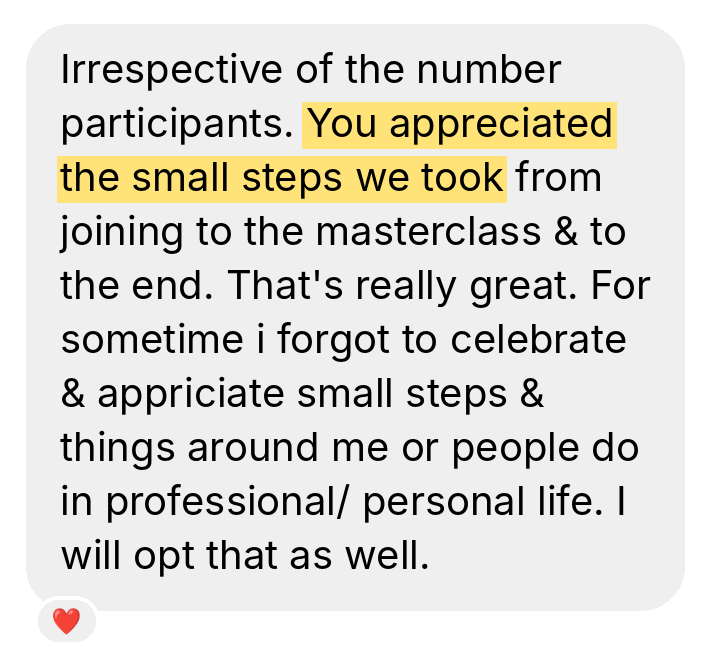 Irrespective of the number
participants. You appreciated
the small steps we took from
joining to the masterclass & to
the end. That's really great. For
sometime i forgot to celebrate
& appriciate small steps &
things around me or people do
in professional/ personal life. I
will opt that as well.